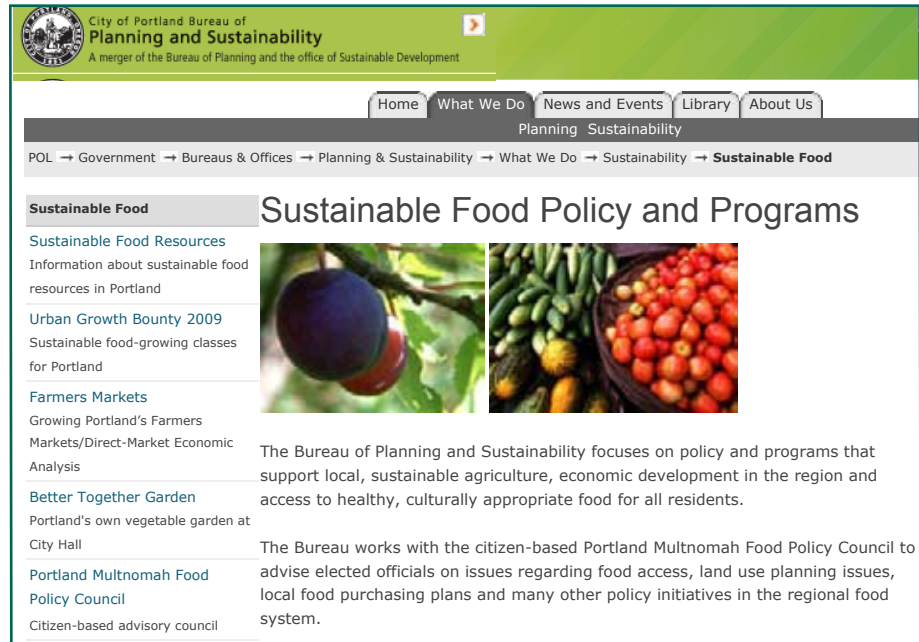 City of Portland Bureau of
Planning and Sustainability
A merger of the Bureau of Planning and the office of Sustainable Development
Home What We Do News and Events Library About Us
Planning Sustainability
POL → Government → Bureaus & Offices → Planning & Sustainability → What We Do → Sustainability → Sustainable Food
Sustainable Food
Sustainable Food Resources
Information about sustainable food
resources in Portland
Urban Growth Bounty 2009
Sustainable food-growing classes
for Portland
Farmers Markets
Growing Portland's Farmers
Markets/Direct-Market Economic
Analysis
Better Together Garden
Portland's own vegetable garden at
City Hall
Portland Multnomah Food
Policy Council
Citizen-based advisory council
Sustainable Food Policy and Programs
The Bureau of Planning and Sustainability focuses on policy and programs that
support local, sustainable agriculture, economic development in the region and
access to healthy, culturally appropriate food for all residents.
The Bureau works with the citizen-based Portland Multnomah Food Policy Council to
advise elected officials on issues regarding food access, land use planning issues,
local food purchasing plans and many other policy initiatives in the regional food
system.